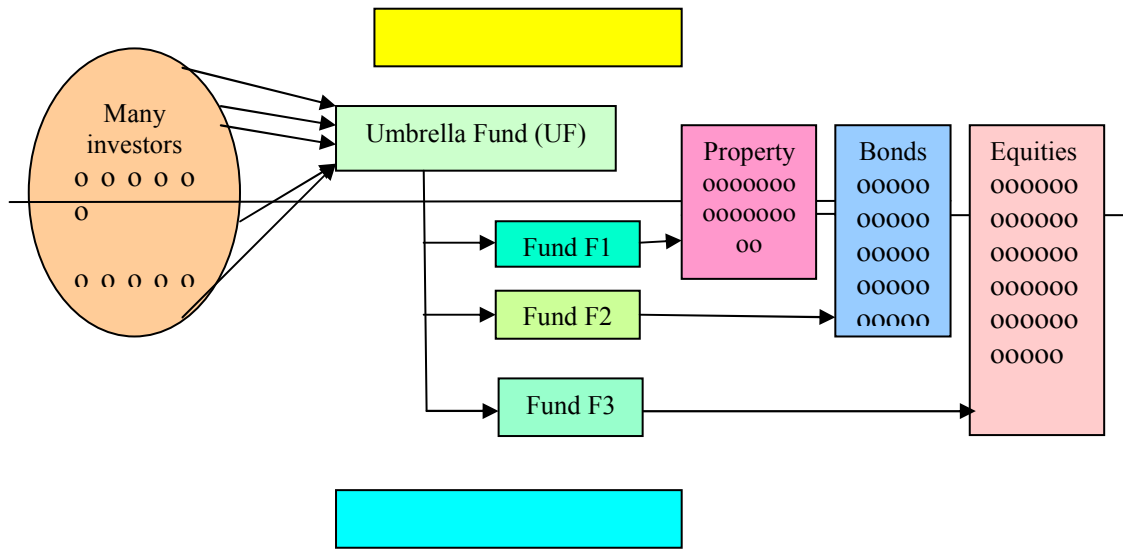 Many
investors
o o o o o
o
o o o o o
Umbrella Fund (UF)
Fund F1
Fund F2
Fund F3
Property
ooooooo
ooooooo
oo
Bonds
ooooo
ooooo
ooooo
ooooo
ooooo
Equities
oooooo
oooooo
oooooo
oooooo
oooooo
ooooo